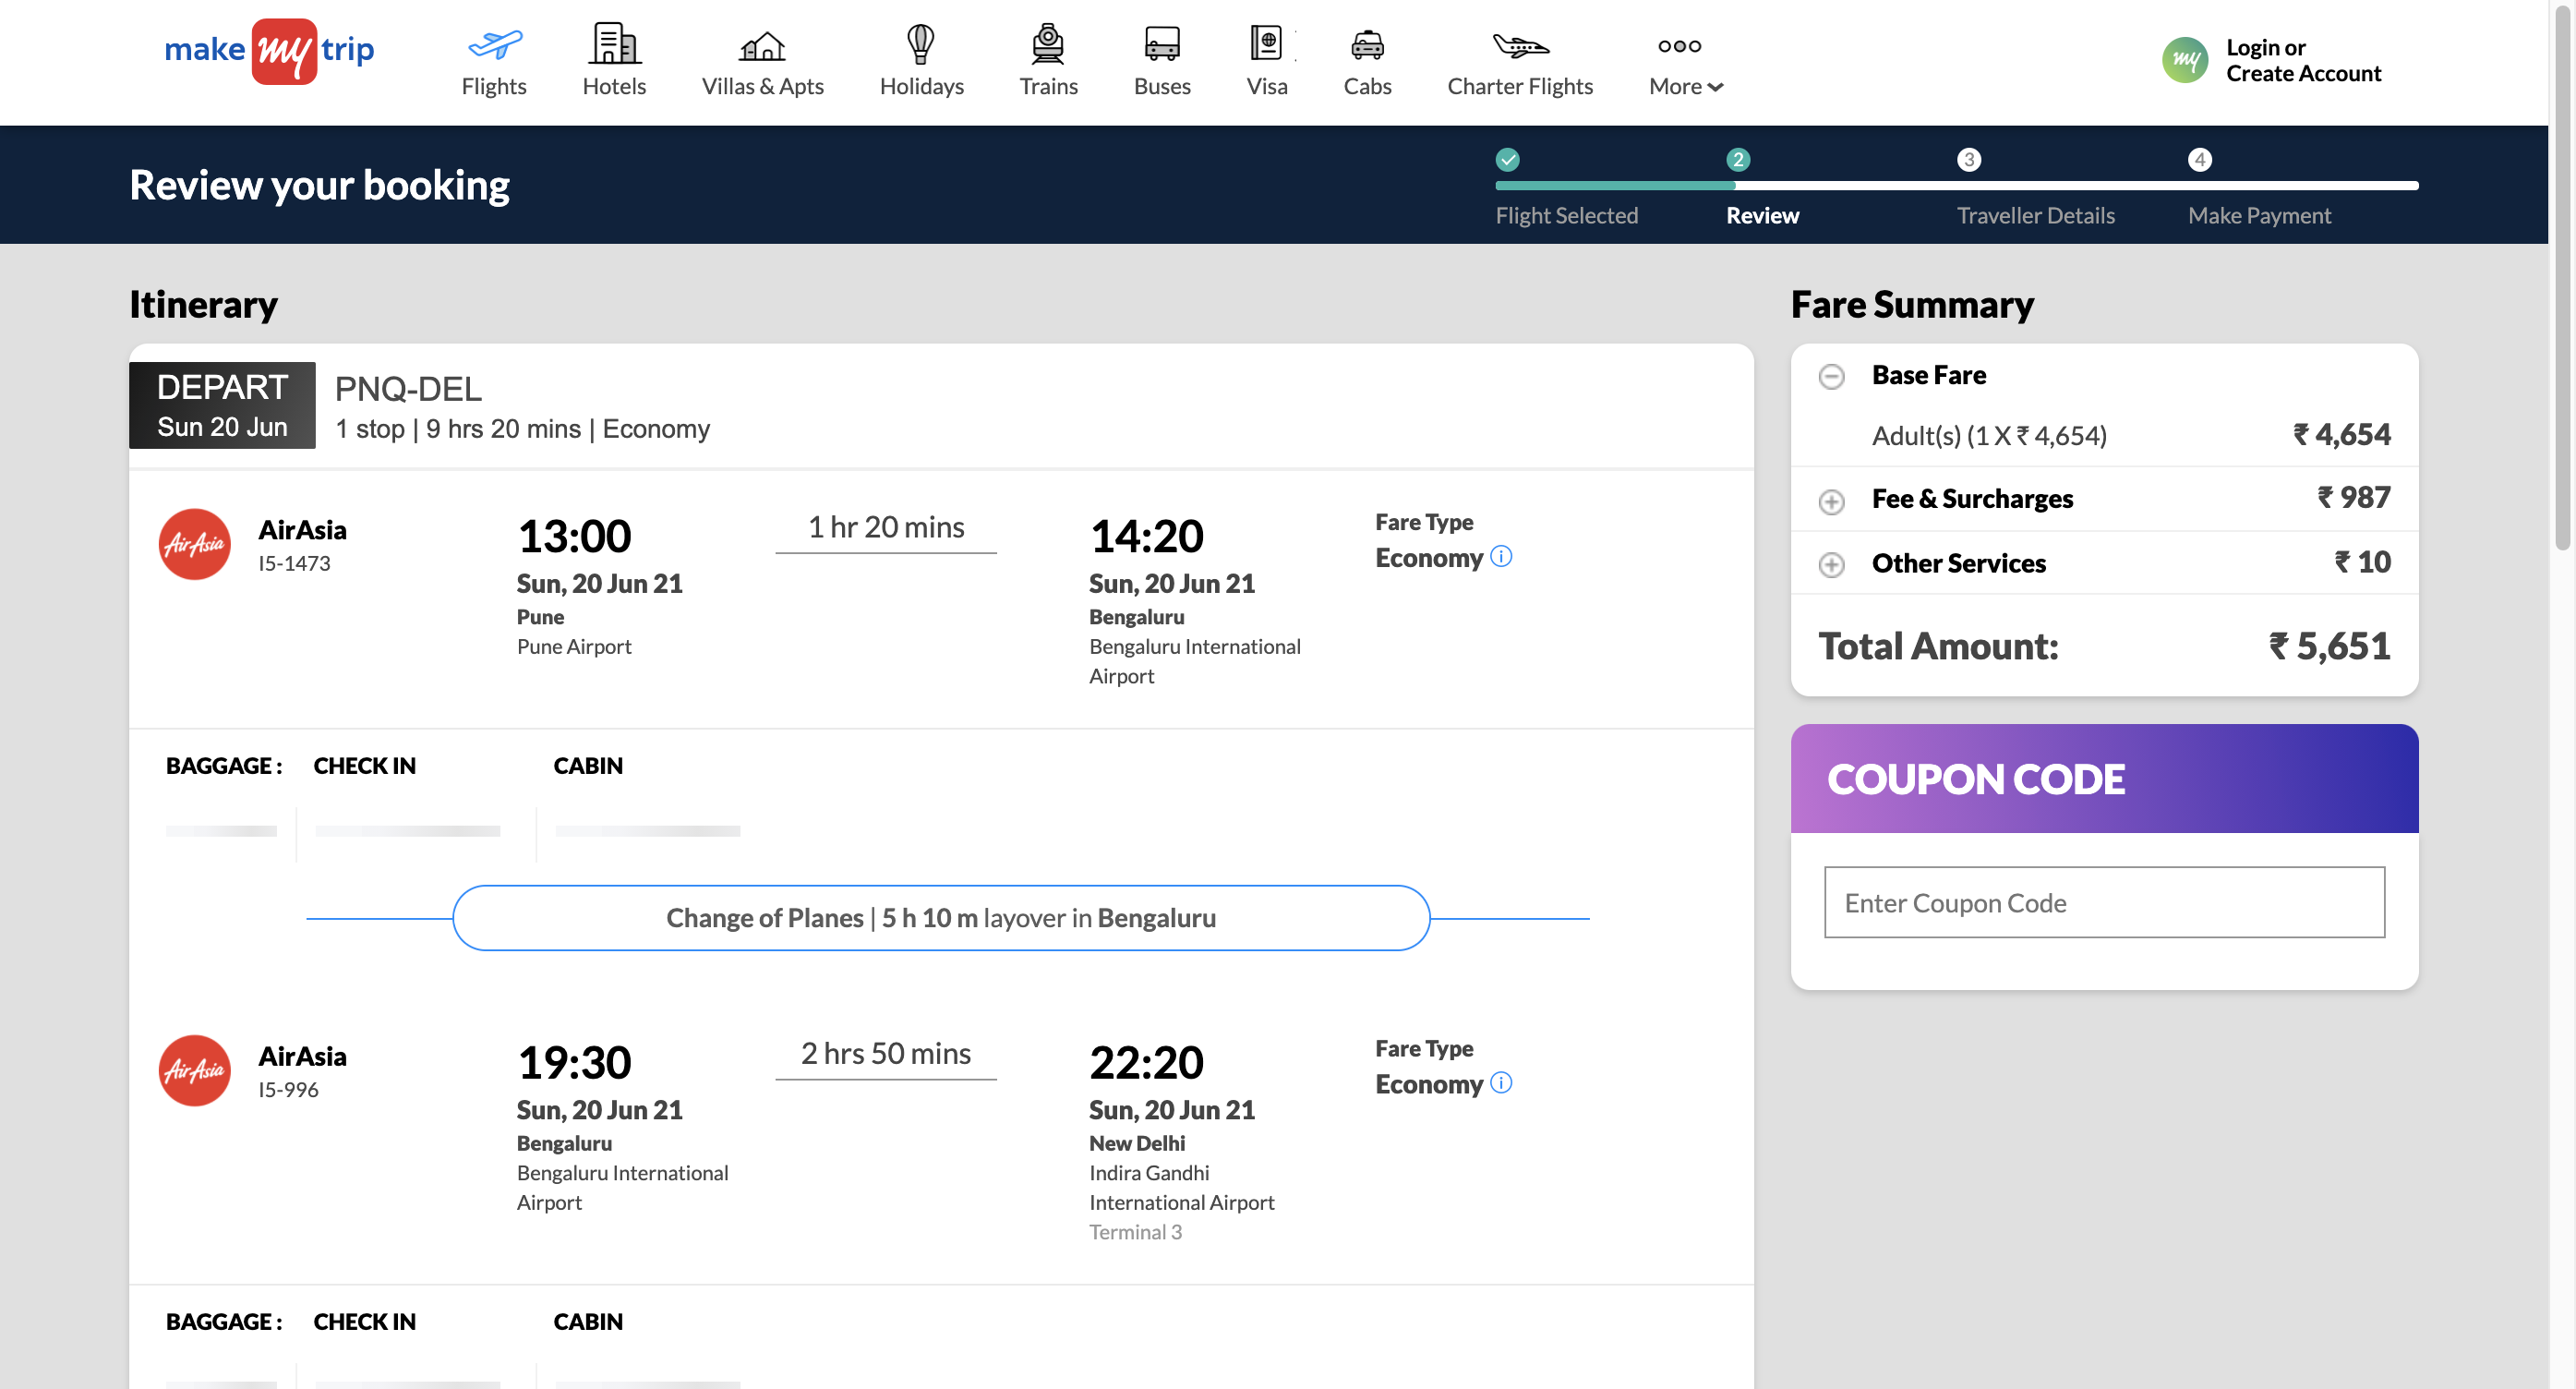 make my trip
Flights
Hotels
Villas & Apts
Holidays
Trains
Buses
Visa
Cabs
Charter Flights
More
my
Login or
Create Account
Review your booking
2
3
4
Flight Selected
Review
Traveller Details
Make Payment
Itinerary
DEPART
Sun 20 Jun
PNQ-DEL
1 stop | 9 hrs 20 mins | Economy
AirAsia
AirAsia
I5-1473
13:00
Sun, 20 Jun 21
Pune
Pune Airport
1 hr 20 mins
14:20
Sun, 20 Jun 21
Bengaluru
Bengaluru International
Airport
Fare Type
Economy
BAGGAGE :
CHECK IN
CABIN
Change of Planes | 5 h 10 m layover in Bengaluru
AirAsia
AirAsia
I5-996
19:30
Sun, 20 Jun 21
Bengaluru
Bengaluru International
Airport
2 hrs 50 mins
22:20
Sun, 20 Jun 21
New Delhi
Indira Gandhi
International Airport
Terminal 3
Fare Type
Economy
BAGGAGE :
CHECK IN
CABIN
Fare Summary
Base Fare
Adult(s) (1 X ₹ 4,654)
₹ 4,654
Fee & Surcharges
₹ 987
Other Services
₹ 10
Total Amount:
₹ 5,651
COUPON CODE
Enter Coupon Code